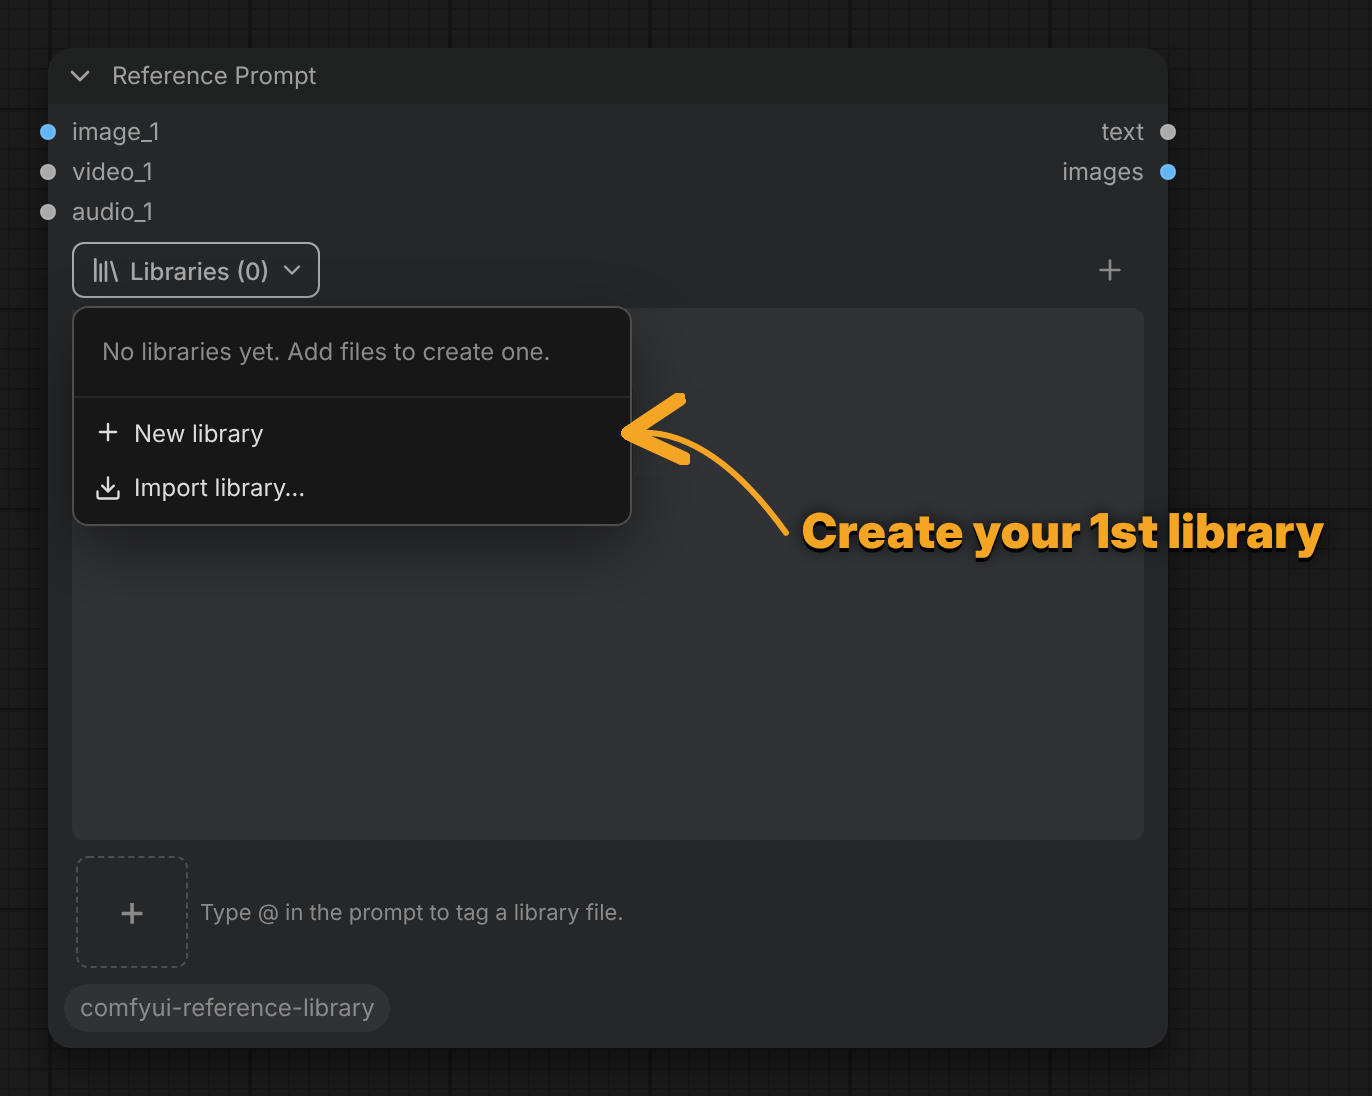 Reference Prompt
image_1
text
video_1
images
audio_1
Libraries (0)
No libraries yet. Add files to create one.
New library
Import library...
Create your 1st library
Type @ in the prompt to tag a library file.
comfyui-reference-library